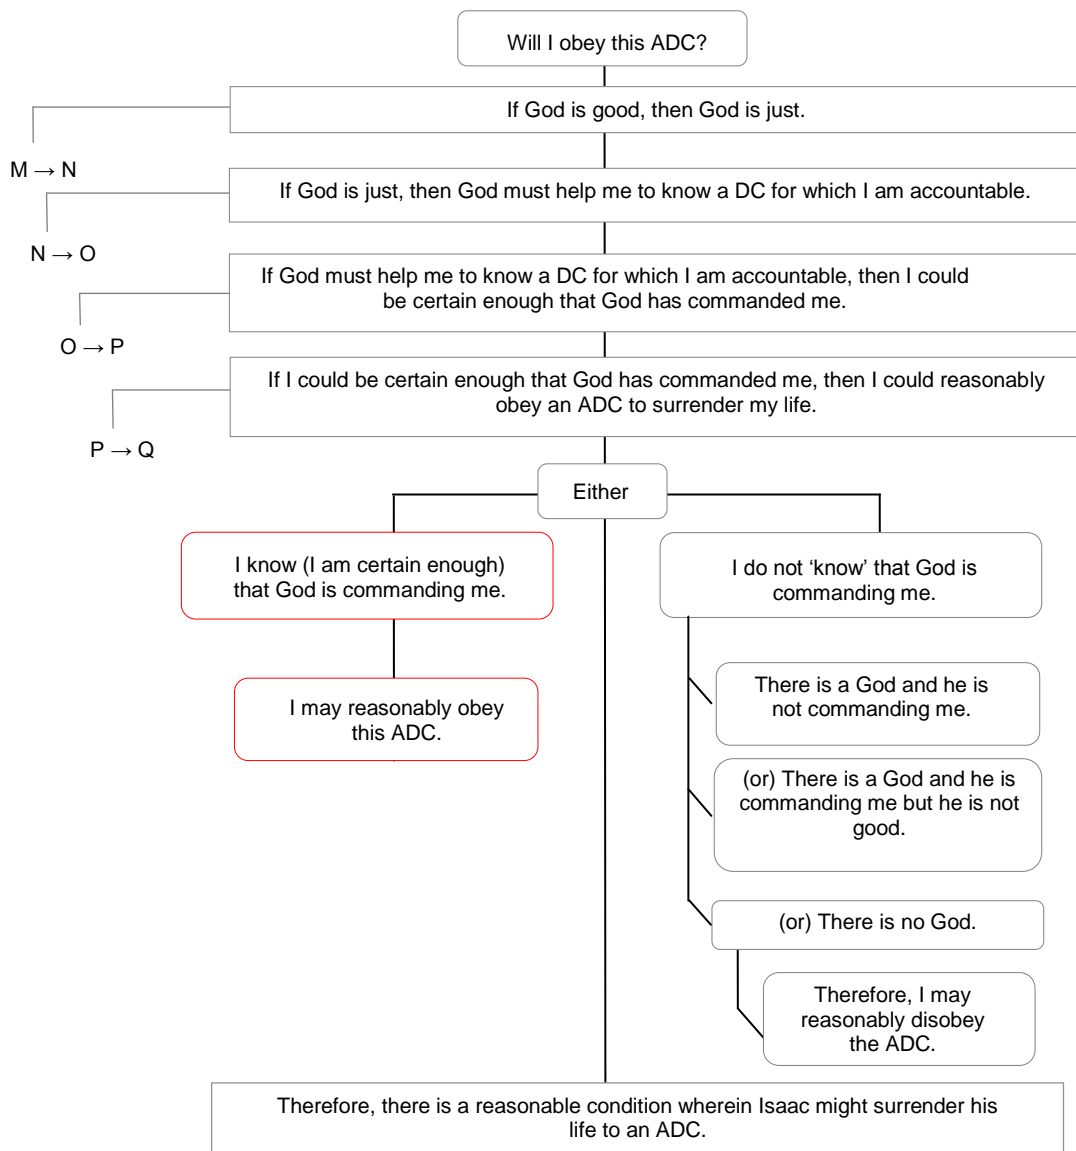 Will I obey this ADC?
If God is good, then God is just.
M → N
If God is just, then God must help me to know a DC for which I am accountable.
N → O
If God must help me to know a DC for which I am accountable, then I could
be certain enough that God has commanded me.
O → P
If I could be certain enough that God has commanded me, then I could reasonably
obey an ADC to surrender my life.
P → Q
Either
I know (I am certain enough)
that God is commanding me.
I may reasonably obey
this ADC.
I do not ‘know’ that God is
commanding me.
There is a God and he is
not commanding me.
(or) There is a God and he is
commanding me but he is not
good.
(or) There is no God.
Therefore, I may
reasonably disobey
the ADC.
Therefore, there is a reasonable condition wherein Isaac might surrender his
life to an ADC.